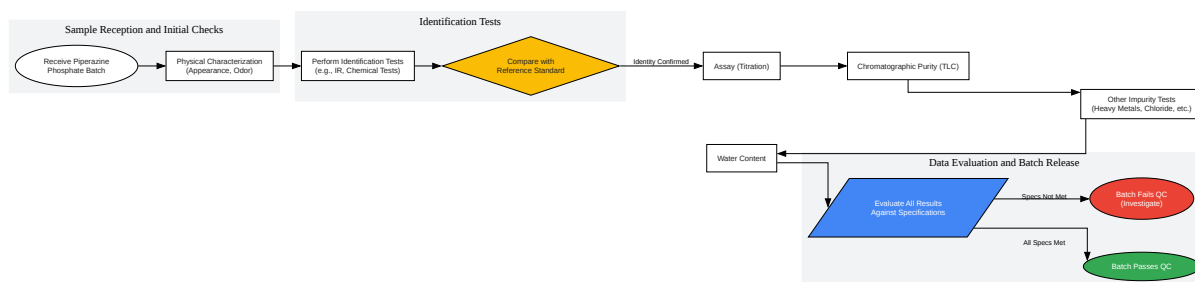 Sample Reception and Initial Checks
Receive Piperazine
Phosphate Batch
Physical Characterization
(Appearance, Odor)
Identification Tests
Perform Identification Tests
(e.g., IR, Chemical Tests)
Compare with
Reference Standard
Identity Confirmed
Assay (Titration)
Chromatographic Purity (TLC)
Other Impurity Tests
(Heavy Metals, Chloride, etc.)
Water Content
Data Evaluation and Batch Release
Evaluate All Results
Against Specifications
Specs Not Met
Batch Fails QC
(Investigate)
All Specs Met
Batch Passes QC